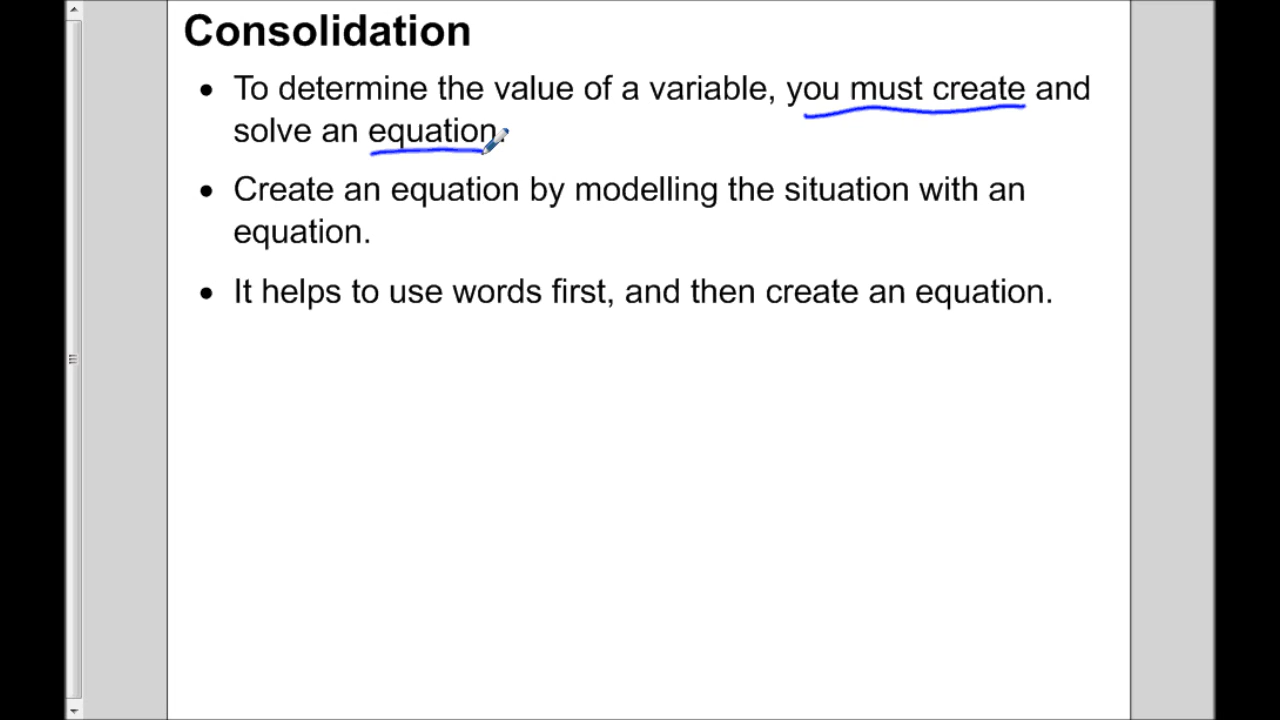 Consolidation
• To determine the value of a variable, you must create and
solve an equation.
• Create an equation by modelling the situation with an
equation.
• It helps to use words first, and then create an equation.